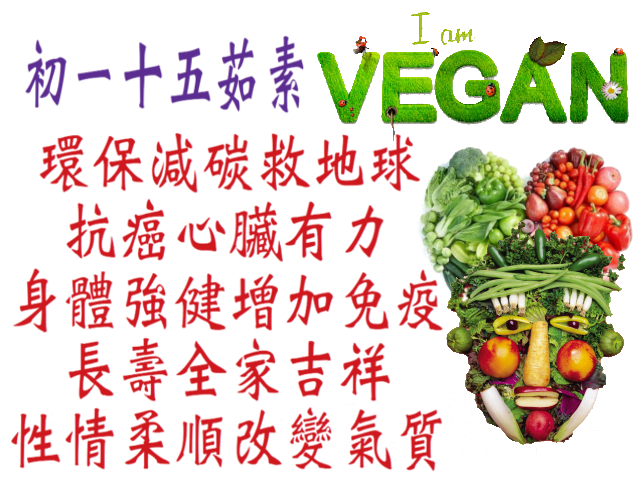 初一十五茹素
I am
VEGAN
環保減碳救地球
抗癌心臟有力
身體強健增加免疫
長壽全家吉祥
性情柔順改變氣質